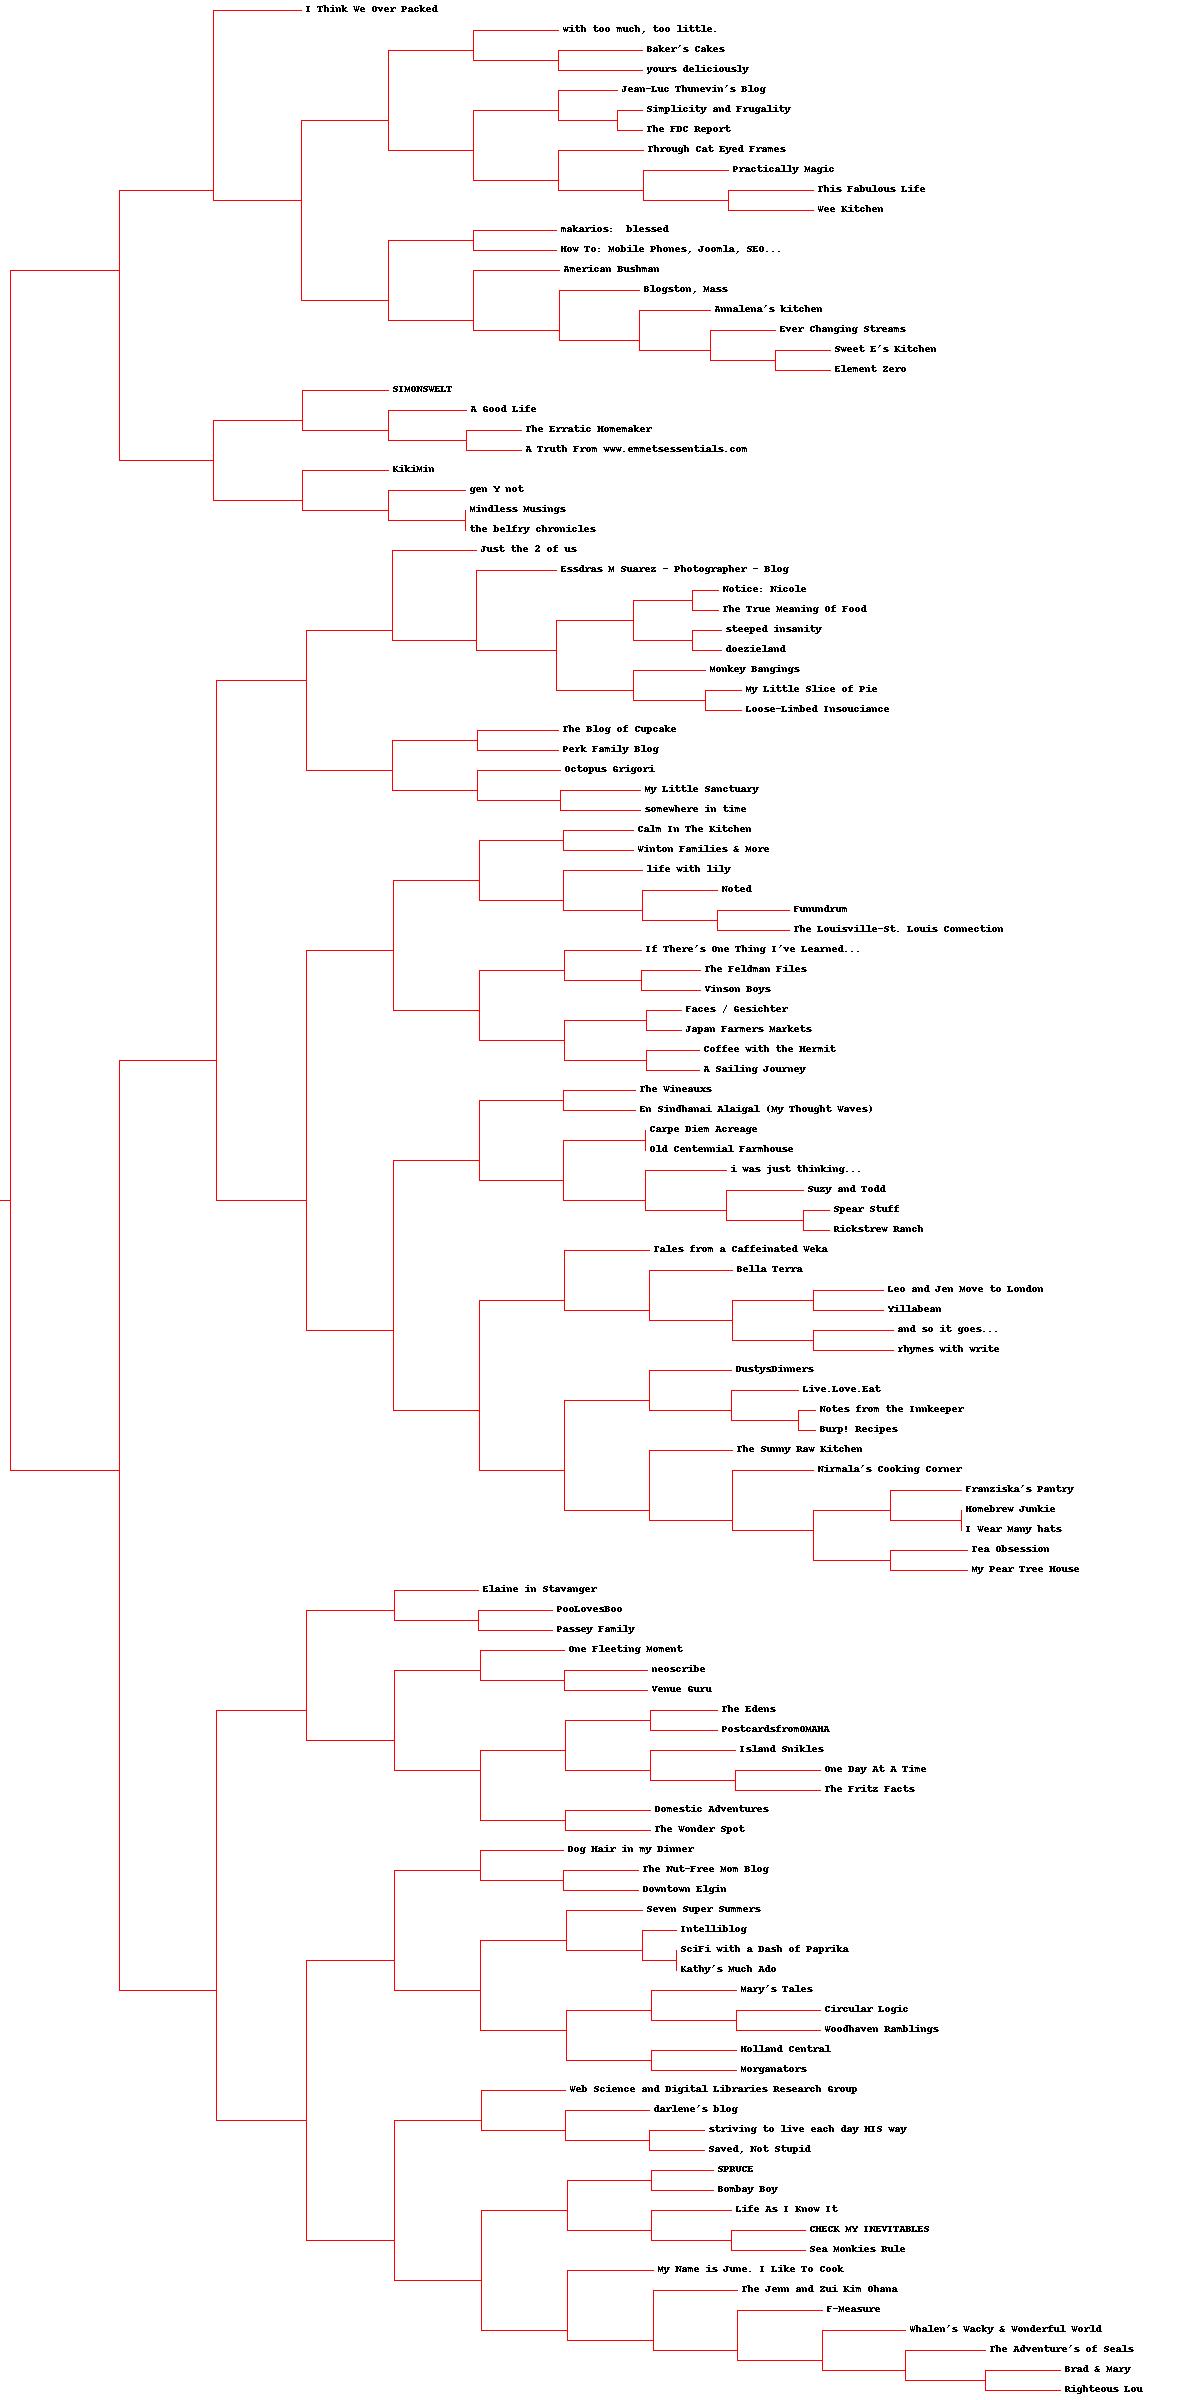 I Think We Over Packed
with too much, too little.
Baker's Cakes
yours deliciously
Jean-Luc Thunevin's Blog
Simplicity and Frugality
The FDC Report
Through Cat Eyed Frames
Practically Magic
This Fabulous Life
Wee Kitchen
makarios:  blessed
How To: Mobile Phones, Joomla, SEO...
American Bushman
Blogston, Mass
Annalena's kitchen
Ever Changing Streams
Sweet E's Kitchen
Element Zero
SIMONSWELT
A Good Life
The Erratic Homemaker
A Truth From www.emmetsessentials.com
KikiMin
gen Y not
Mindless Musings
the belfry chronicles
Just the 2 of us
Essdras M Suarez - Photographer - Blog
Notice: Nicole
The True Meaning Of Food
steeped insanity
doezieland
Monkey Bangings
My Little Slice of Pie
Loose-Limbed Insouciance
The Blog of Cupcake
Perk Family Blog
Octopus Grigori
My Little Sanctuary
somewhere in time
Calm In The Kitchen
Winton Families & More
life with lily
Noted
Funundrum
The Louisville-St. Louis Connection
If There's One Thing I've Learned...
The Feldman Files
Vinson Boys
Faces / Gesichter
Japan Farmers Markets
Coffee with the Hermit
A Sailing Journey
The Wineauxs
En Sindhanai Alaigal (My Thought Waves)
Carpe Diem Acreage
Old Centennial Farmhouse
i was just thinking...
Suzy and Todd
Spear Stuff
Rickstrew Ranch
Tales from a Caffeinated Weka
Bella Terra
Leo and Jen Move to London
Yillabean
and so it goes...
rhymes with write
DustysDinners
Live.Love.Eat
Notes from the Innkeeper
Burp! Recipes
The Sunny Raw Kitchen
Nirmala's Cooking Corner
Franziska's Pantry
Homebrew Junkie
I Wear Many hats
Tea Obsession
My Pear Tree House
Elaine in Stavanger
PooLovesBoo
Passey Family
One Fleeting Moment
neoscribe
Venue Guru
The Edens
PostcardsfromOMAHA
Island Snikles
One Day At A Time
The Fritz Facts
Domestic Adventures
The Wonder Spot
Dog Hair in my Dinner
The Nut-Free Mom Blog
Downtown Elgin
Seven Super Summers
Intelliblog
SciFi with a Dash of Paprika
Kathy's Much Ado
Mary's Tales
Circular Logic
Woodhaven Ramblings
Holland Central
Morganators
Web Science and Digital Libraries Research Group
darlene's blog
striving to live each day HIS way
Saved, Not Stupid
SPRUCE
Bombay Boy
Life As I Know It
CHECK MY INEVITABLES
Sea Monkies Rule
My Name is June. I Like To Cook
The Jenn and Zui Kim Ohana
F-Measure
Whalen's Wacky & Wonderful World
The Adventure's of Seals
Brad & Mary
Righteous Lou